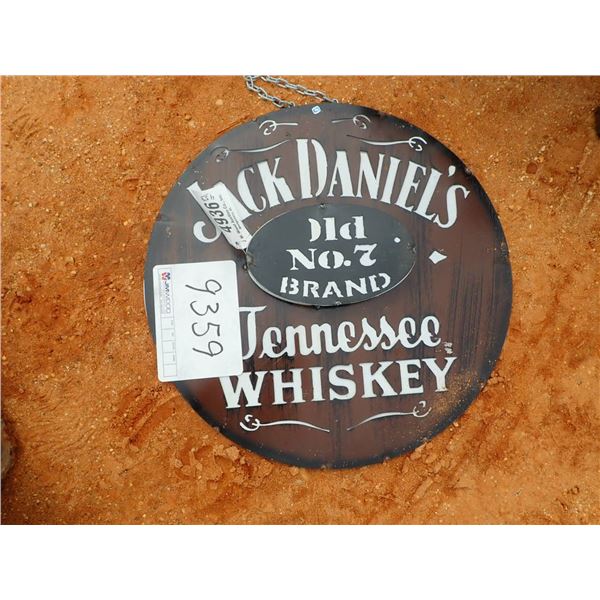 JACK DANIEL'S
4936
Old
NO.7
BRAND
9359
Tennessee
WHISKEY